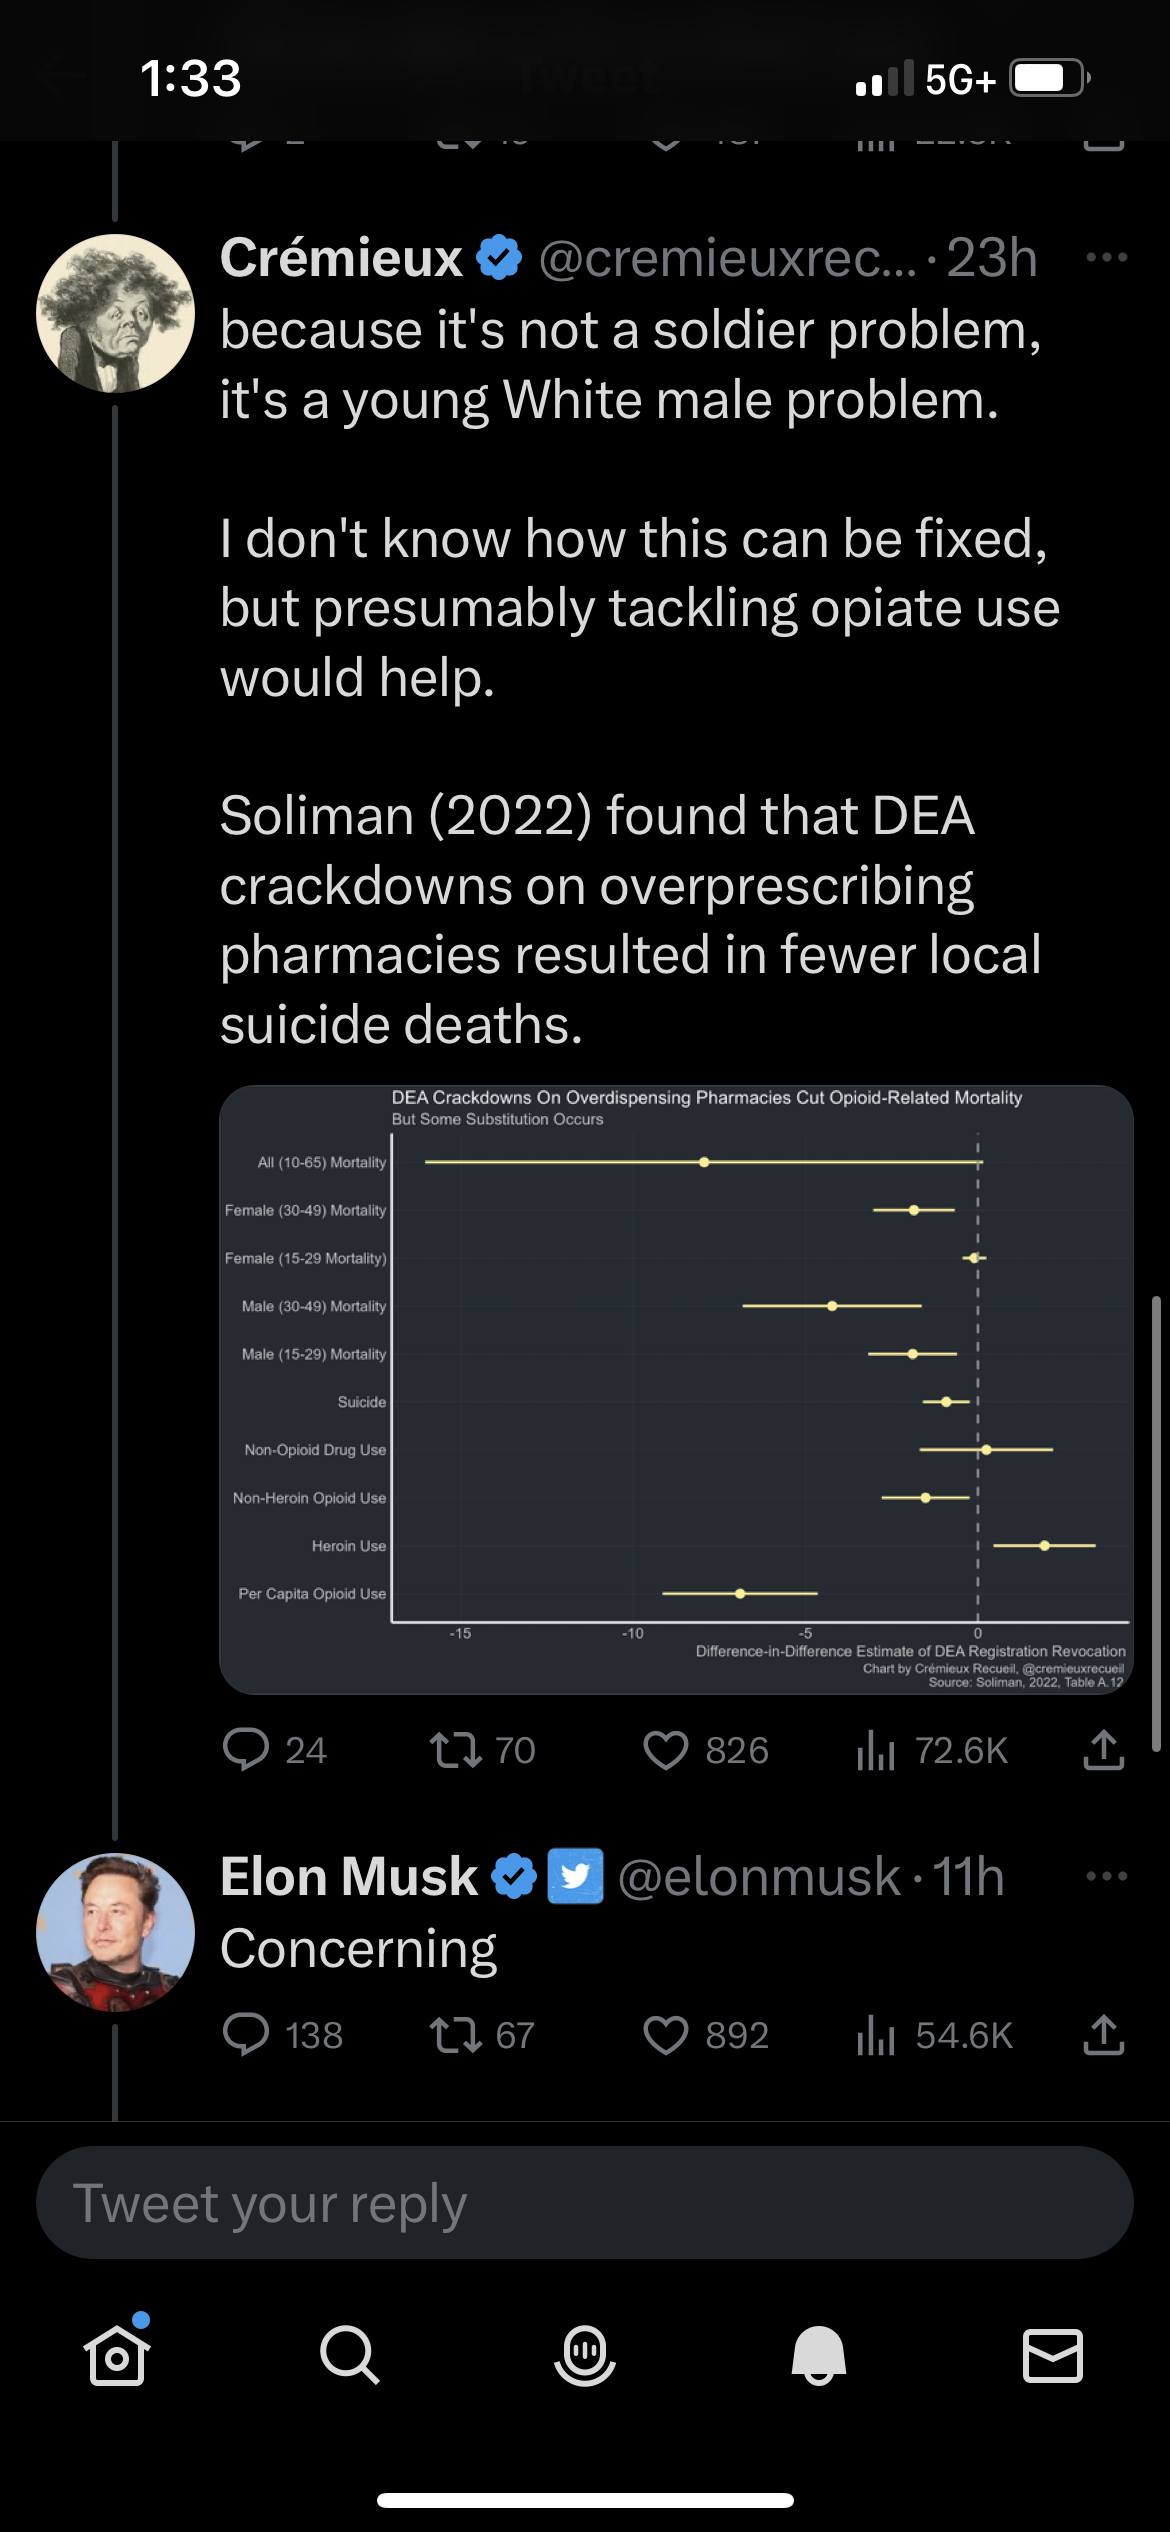 1:33
5G+
Crémieux @cremieuxrec... · 23h
because it's not a soldier problem,
it's a young White male problem.
I don't know how this can be fixed,
but presumably tackling opiate use
would help.
Soliman (2022) found that DEA
crackdowns on overprescribing
pharmacies resulted in fewer local
suicide deaths.
DEA Crackdowns On Overdispensing Pharmacies Cut Opioid-Related Mortality
But Some Substitution Occurs
All (10-65) Mortality
Female (30-49) Mortality
Female (15-29 Mortality)
Male (30-49) Mortality
Male (15-29) Mortality
Suicide
Non-Opioid Drug Use
Non-Heroin Opioid Use
Heroin Use
Per Capita Opioid Use
-15 -10 -5 0
Difference-in-Difference Estimate of DEA Registration Revocation
Chart by Crémieux Recueil, @cremieuxrecueil
Source: Soliman, 2022, Table A.12
24 70 826 72.6K
Elon Musk @elonmusk · 11h
Concerning
138 67 892 54.6K
Tweet your reply